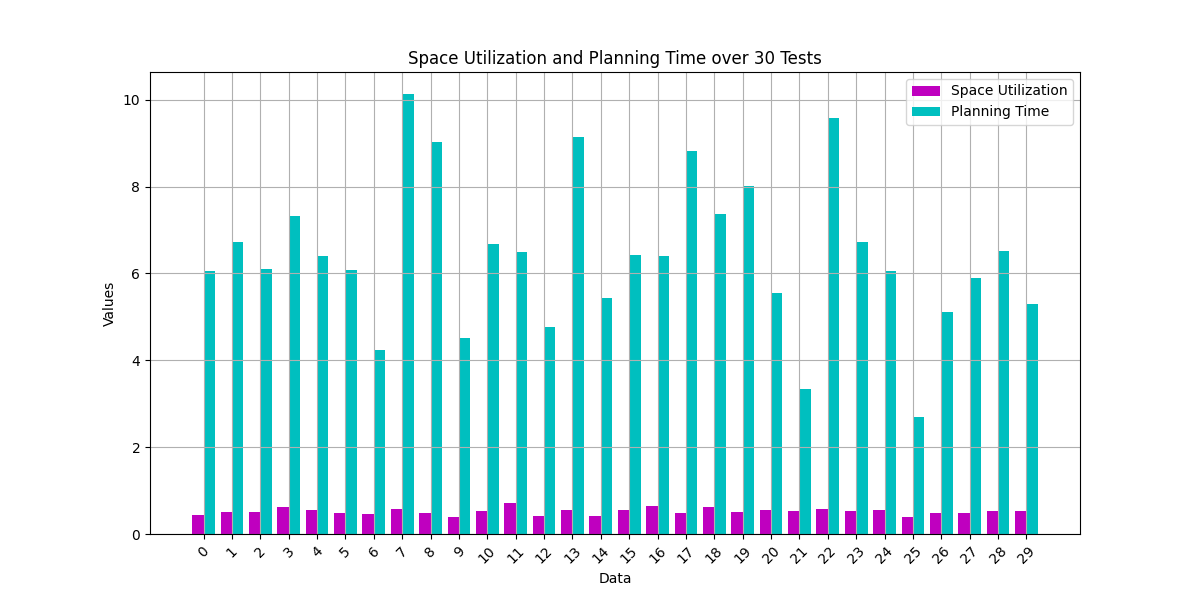 Space Utilization and Planning Time over 30 Tests
Space Utilization
Planning Time
10
8
6
4
2
0
Values
0 1 2 3 4 5 6 7 8 9 10 11 12 13 14 15 16 17 18 19 20 21 22 23 24 25 26 27 28 29
Data